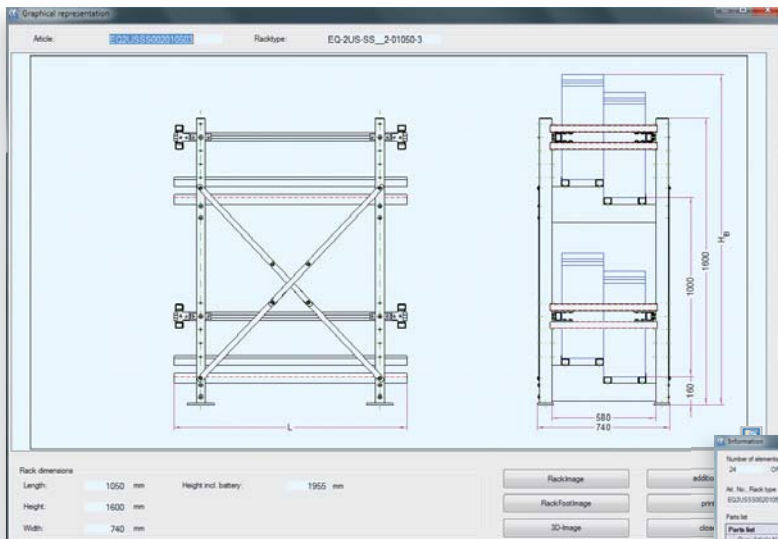 Graphical representation
Article: EQ2USSS002010503 Racktype: EQ-2US-SS__2-01050-3
H_B
1600
1000
160
580
L 740
Rack dimensions
Length: 1050 mm Height incl. battery: 1955 mm
Height: 1600 mm
Width: 740 mm
RackImage
RackFootImage
3D-Image
Information
Number of elements
24
Art. No., Rack type
Parts list
Parts list